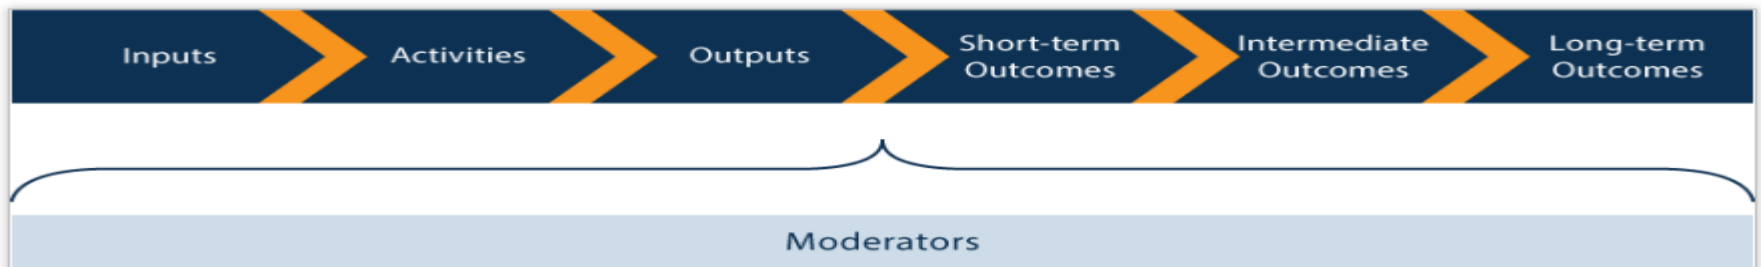 Inputs
Activities
Outputs
Short-term
Outcomes
Intermediate
Outcomes
Long-term
Outcomes
Moderators